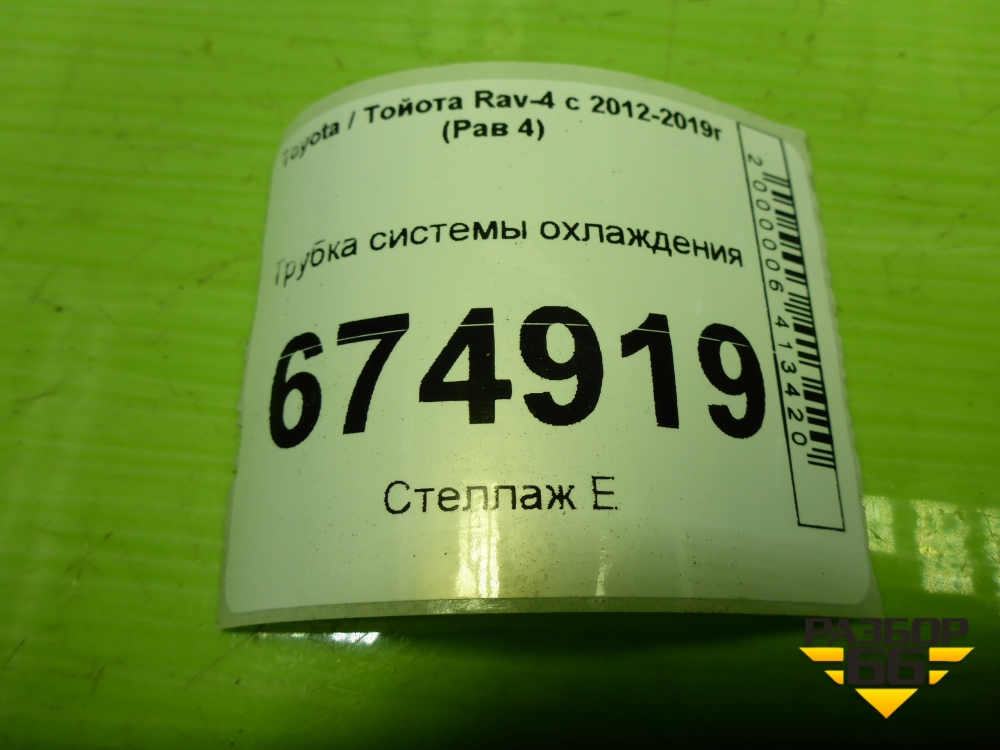 Toyota / Тойота Rav-4 с 2012-2019г
(Рав 4)
Трубка системы охлаждения
674919
Стеллаж Е
2000006413420
РАЗБОР
66